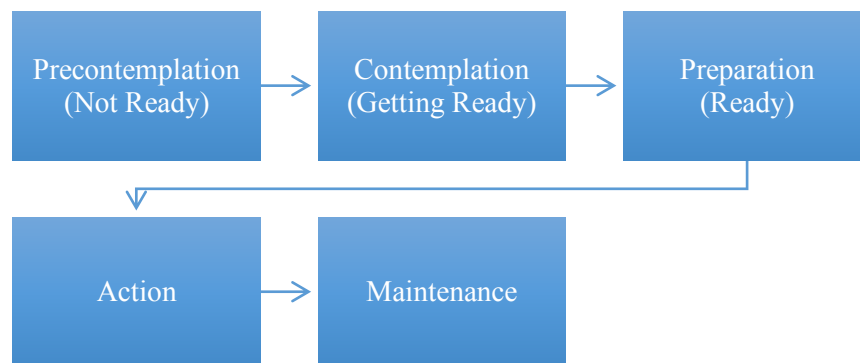 Precontemplation
(Not Ready)
Contemplation
(Getting Ready)
Preparation
(Ready)
Action
Maintenance